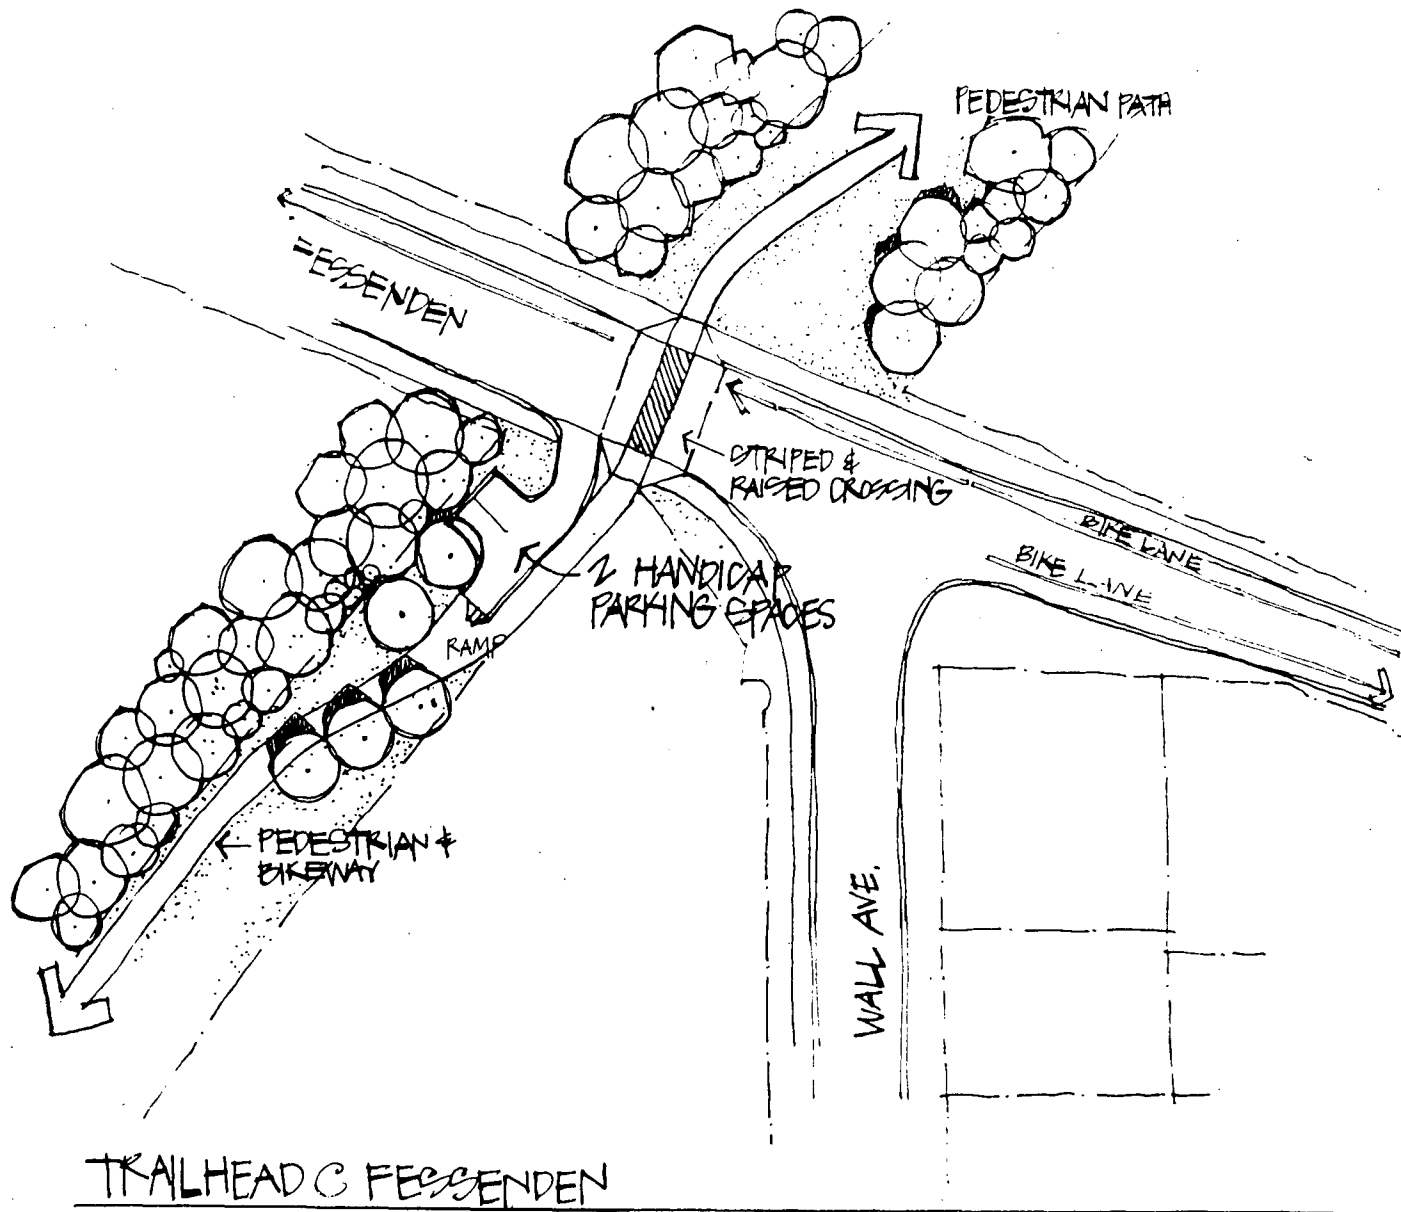 PEDESTRIAN PATH
FESSENDEN
STRIPED &
RAISED CROSSING
BIKE LANE
BIKE LANE
2 HANDICAP
PARKING SPACES
RAMP
PEDESTRIAN &
BIKEWAY
WALL AVE.
TRAILHEAD C FESSENDEN